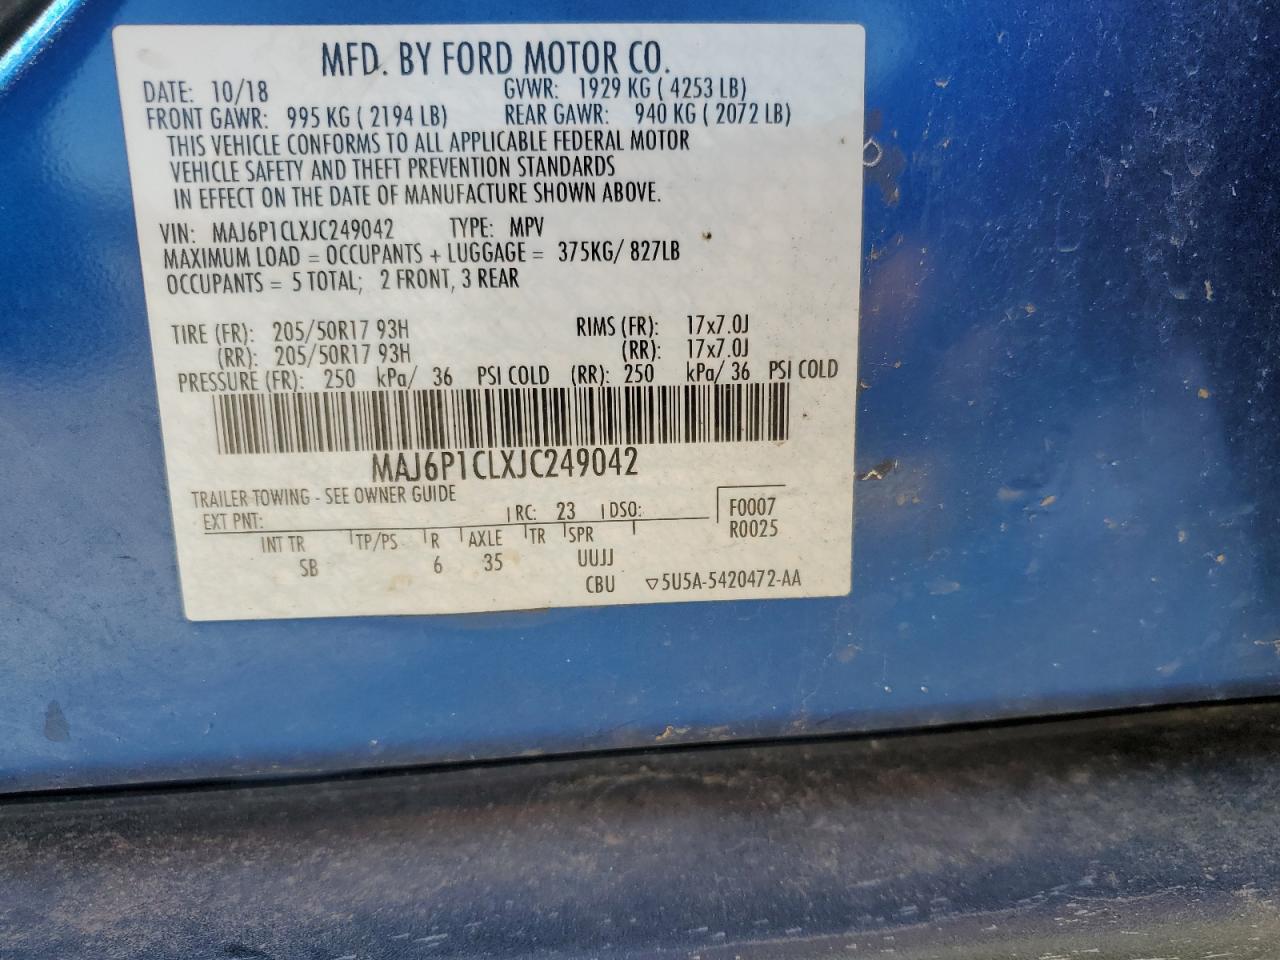 MFD. BY FORD MOTOR CO.
DATE: 10/18 GVWR: 1929 KG ( 4253 LB)
FRONT GAWR: 995 KG ( 2194 LB) REAR GAWR: 940 KG ( 2072 LB)
THIS VEHICLE CONFORMS TO ALL APPLICABLE FEDERAL MOTOR
VEHICLE SAFETY AND THEFT PREVENTION STANDARDS
IN EFFECT ON THE DATE OF MANUFACTURE SHOWN ABOVE.
VIN: MAJ6P1CLXJC249042 TYPE: MPV
MAXIMUM LOAD = OCCUPANTS + LUGGAGE = 375KG/ 827LB
OCCUPANTS = 5 TOTAL; 2 FRONT, 3 REAR
TIRE (FR): 205/50R17 93H RIMS (FR): 17x7.0J
(RR): 205/50R17 93H (RR): 17x7.0J
PRESSURE (FR): 250 kPa/ 36 PSI COLD (RR): 250 kPa/ 36 PSI COLD
MAJ6P1CLXJC249042
TRAILER TOWING - SEE OWNER GUIDE
EXT PNT: RC: 23 DSO: F0007
R0025
INT TR TP/PS R AXLE TR SPR
SB 6 35 UUJJ
CBU ▽5U5A-5420472-AA